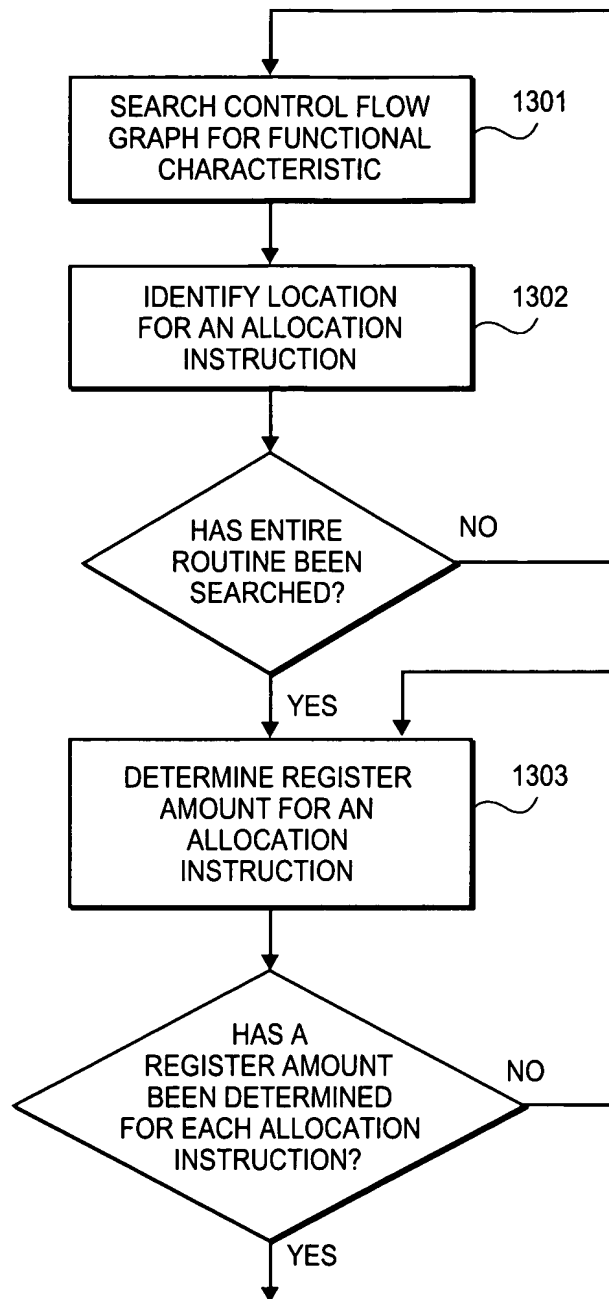 SEARCH CONTROL FLOW
GRAPH FOR FUNCTIONAL
CHARACTERISTIC
1301
IDENTIFY LOCATION
FOR AN ALLOCATION
INSTRUCTION
1302
HAS ENTIRE
ROUTINE BEEN
SEARCHED?
NO
YES
DETERMINE REGISTER
AMOUNT FOR AN
ALLOCATION
INSTRUCTION
1303
HAS A
REGISTER AMOUNT
BEEN DETERMINED
FOR EACH ALLOCATION
INSTRUCTION?
NO
YES